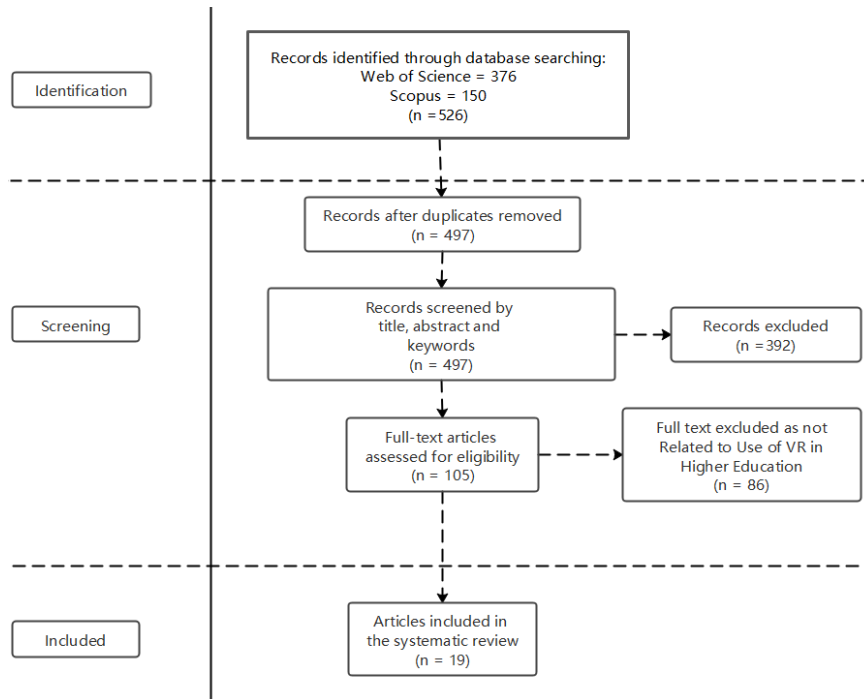 Identification
Records identified through database searching:
Web of Science = 376
Scopus = 150
(n =526)
Records after duplicates removed
(n = 497)
Screening
Records screened by
title, abstract and
keywords
(n = 497)
Records excluded
(n =392)
Full-text articles
assessed for eligibility
(n = 105)
Full text excluded as not
Related to Use of VR in
Higher Education
(n = 86)
Included
Articles included in
the systematic review
(n = 19)